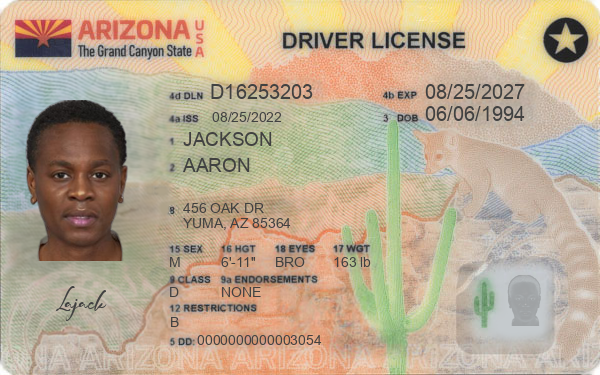 ARIZONA USA
The Grand Canyon State
DRIVER LICENSE
4d DLN D16253203 4b EXP 08/25/2027
4a ISS 08/25/2022 3 DOB 06/06/1994
1 JACKSON
2 AARON
8 456 OAK DR
YUMA, AZ 85364
15 SEX 16 HGT 18 EYES 17 WGT
M 6'-11" BRO 163 lb
9 CLASS 9a ENDORSEMENTS
D NONE
12 RESTRICTIONS
B
Lajack
5 DD: 0000000000003054
ONA ARIZONA ARIZONA ARIZONA ARIZONA